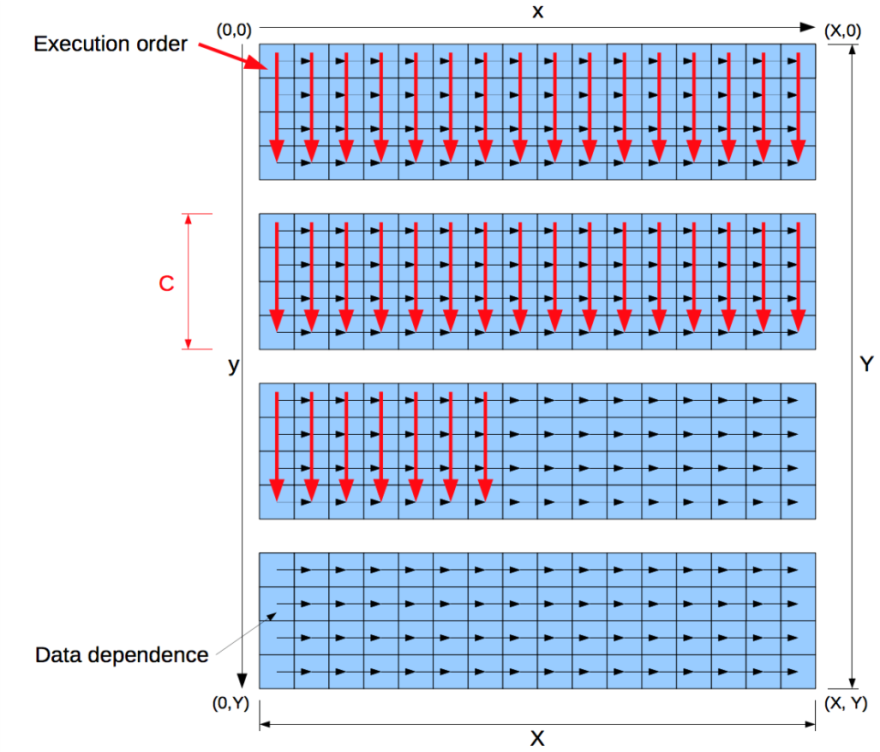 x
(0,0)
(X,0)
Execution order
C
y
Y
Data dependence
(0,Y)
(X, Y)
X